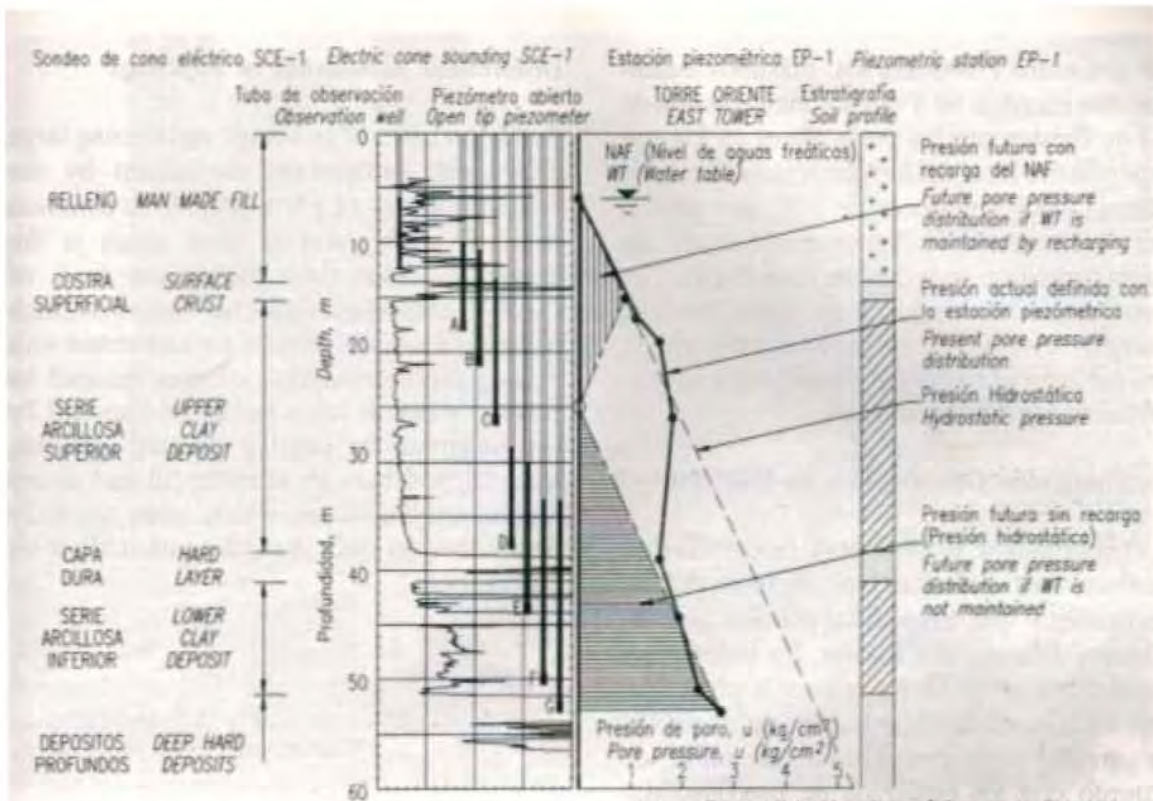 Sondeo de cono eléctrico SCE-1 Electric cone sounding SCE-1
Estación piezométrica EP-1 Piezometric station EP-1
Tubo de observación
Observation well
Piezómetro abierto
Open tip piezometer
TORRE ORIENTE
EAST TOWER
Estratigrafía
Soil profile
0
10
20
30
40
50
60
Depth, m
Profundidad, m
RELLENO MAN MADE FILL
COSTRA SURFACE
SUPERFICIAL CRUST
SERIE UPPER
ARCILLOSA CLAY
SUPERIOR DEPOSIT
CAPA HARD
DURA LAYER
SERIE LOWER
ARCILLOSA CLAY
INFERIOR DEPOSIT
DEPOSITOS DEEP HARD
PROFUNDOS DEPOSITS
A
B
C
D
E
F
G
NAF (Nivel de aguas freáticas)
WT (Water table)
Presión futura con
recarga del NAF
Future pore pressure
distribution if WT is
maintained by recharging
Presión actual definida con
la estación piezométrica
Present pore pressure
distribution
Presión Hidrostática
Hydrostatic pressure
Presión futura sin recarga
(Presión hidrostática)
Future pore pressure
distribution if WT is
not maintained
Presión de poro, u (kg/cm²)
Pore pressure, u (kg/cm²)
1 2 3 4 5